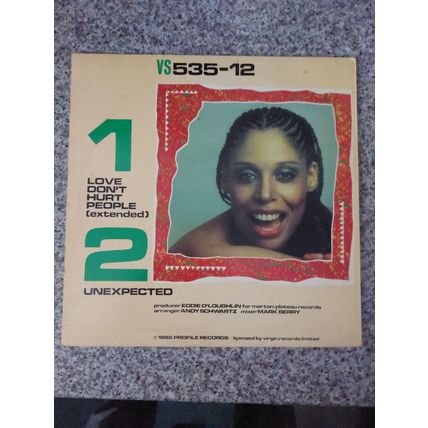 VS535-12
1
LOVE
DON'T
HURT
PEOPLE
(extended)
2
UNEXPECTED
producer EDDIE O'LOUGHLIN for marton/plateau records
arranger ANDY SCHWARTZ mixer MARK BERRY
℗ 1982 PROFILE RECORDS licensed by virgin records limited